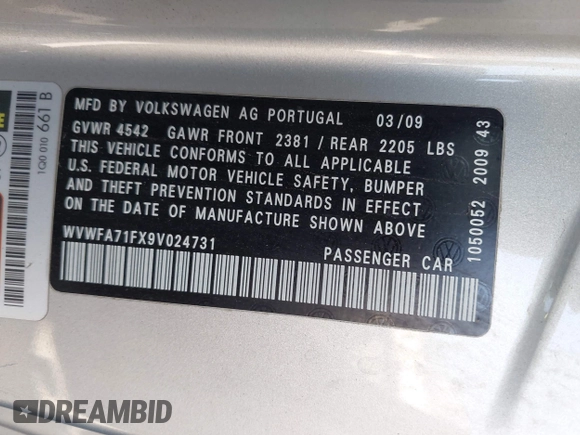 MFD BY VOLKSWAGEN AG PORTUGAL 03/09
GVWR 4542 GAWR FRONT 2381 / REAR 2205 LBS
THIS VEHICLE CONFORMS TO ALL APPLICABLE
U.S. FEDERAL MOTOR VEHICLE SAFETY, BUMPER
AND THEFT PREVENTION STANDARDS IN EFFECT
ON THE DATE OF MANUFACTURE SHOWN ABOVE
WVWFA71FX9V024731
PASSENGER CAR
1050052 2009 43
1Q0 010 661 B
DREAMBID